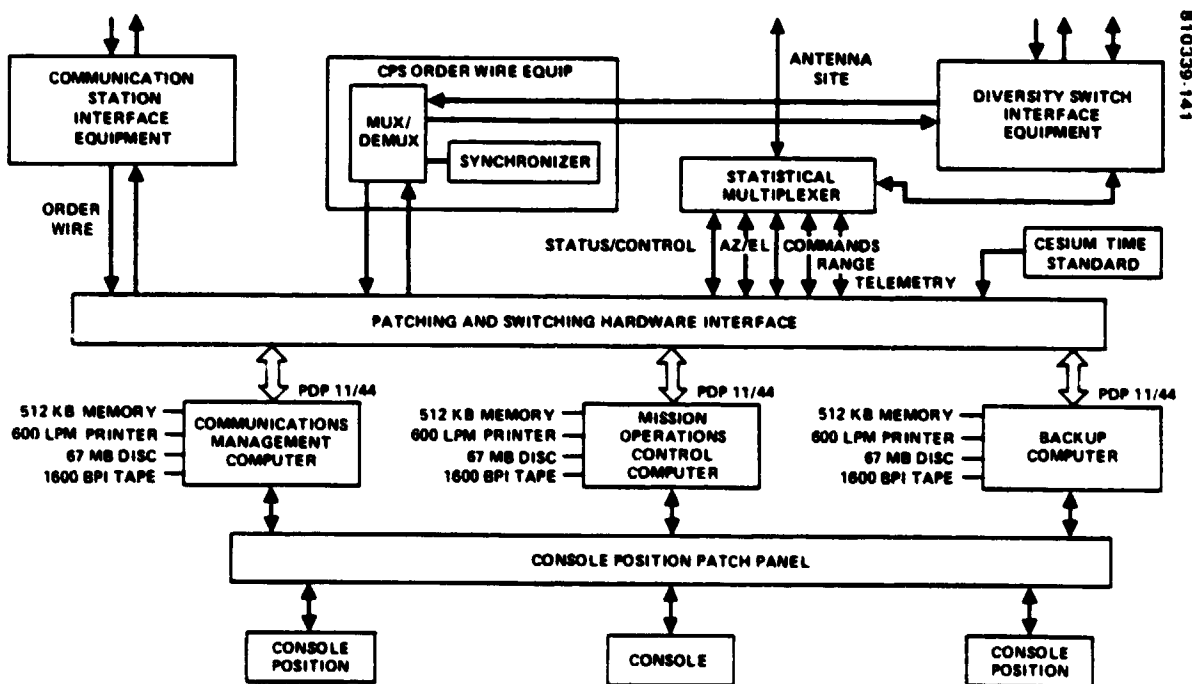 810339-141
COMMUNICATION
STATION
INTERFACE
EQUIPMENT
CPS ORDER WIRE EQUIP
MUX/
DEMUX
SYNCHRONIZER
ANTENNA
SITE
DIVERSITY SWITCH
INTERFACE
EQUIPMENT
STATISTICAL
MULTIPLEXER
ORDER
WIRE
STATUS/CONTROL
AZ/EL
COMMANDS
RANGE
TELEMETRY
CESIUM TIME
STANDARD
PATCHING AND SWITCHING HARDWARE INTERFACE
PDP 11/44
512 KB MEMORY
600 LPM PRINTER
67 MB DISC
1600 BPI TAPE
COMMUNICATIONS
MANAGEMENT
COMPUTER
PDP 11/44
512 KB MEMORY
600 LPM PRINTER
67 MB DISC
1600 BPI TAPE
MISSION
OPERATIONS
CONTROL
COMPUTER
PDP 11/44
512 KB MEMORY
600 LPM PRINTER
67 MB DISC
1600 BPI TAPE
BACKUP
COMPUTER
CONSOLE POSITION PATCH PANEL
CONSOLE
POSITION
CONSOLE
CONSOLE
POSITION